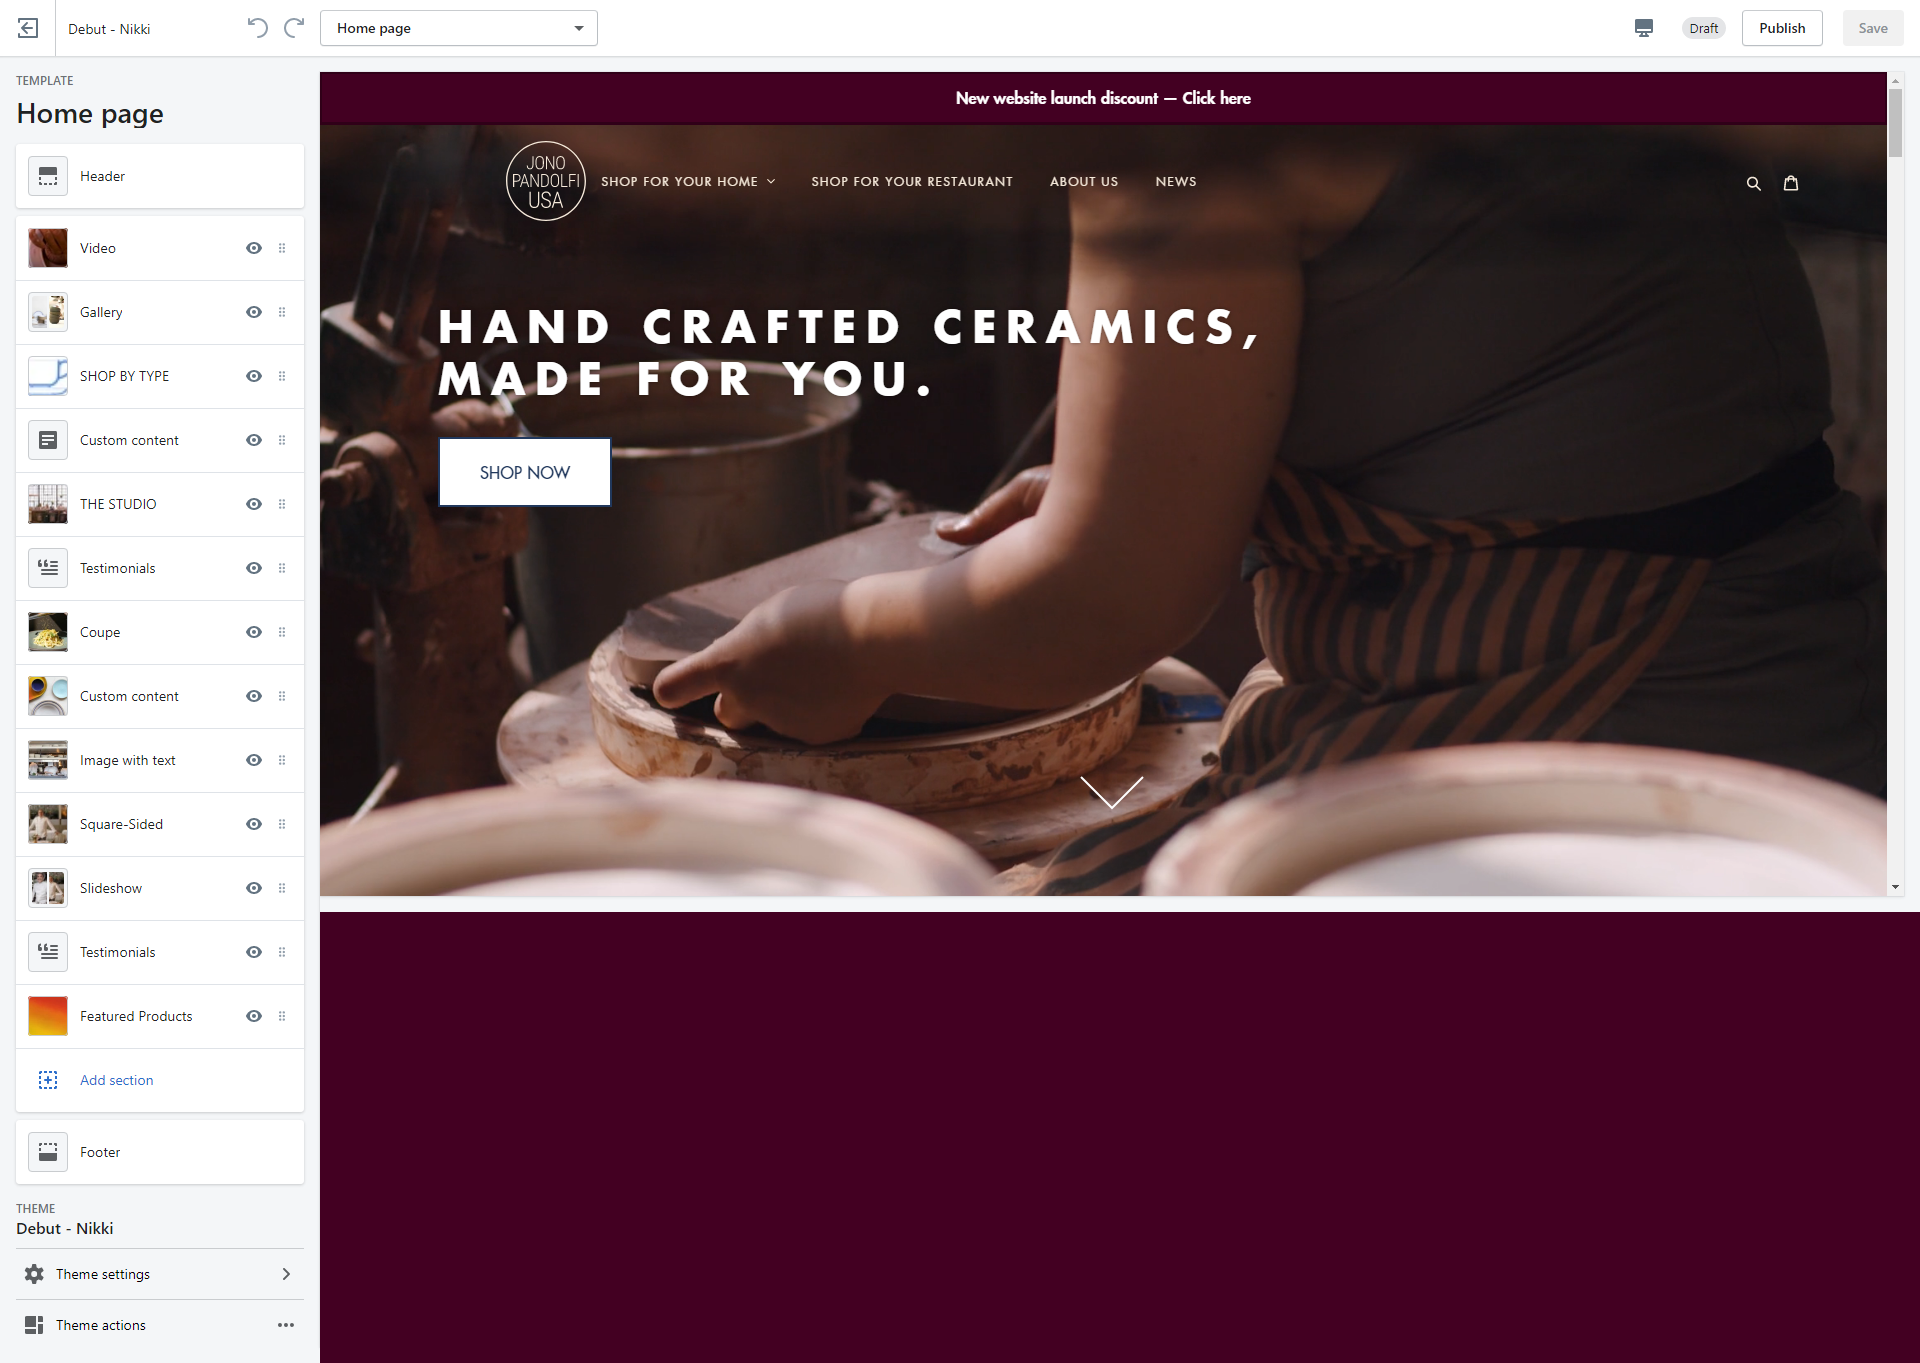 Debut - Nikki
Home page
Draft
Publish
Save
TEMPLATE
Home page
Header
Video
Gallery
SHOP BY TYPE
Custom content
THE STUDIO
Testimonials
Coupe
Custom content
Image with text
Square-Sided
Slideshow
Testimonials
Featured Products
Add section
Footer
THEME
Debut - Nikki
Theme settings
Theme actions
New website launch discount — Click here
JONO
PANDOLFI
USA
SHOP FOR YOUR HOME
SHOP FOR YOUR RESTAURANT
ABOUT US
NEWS
HAND CRAFTED CERAMICS,
MADE FOR YOU.
SHOP NOW